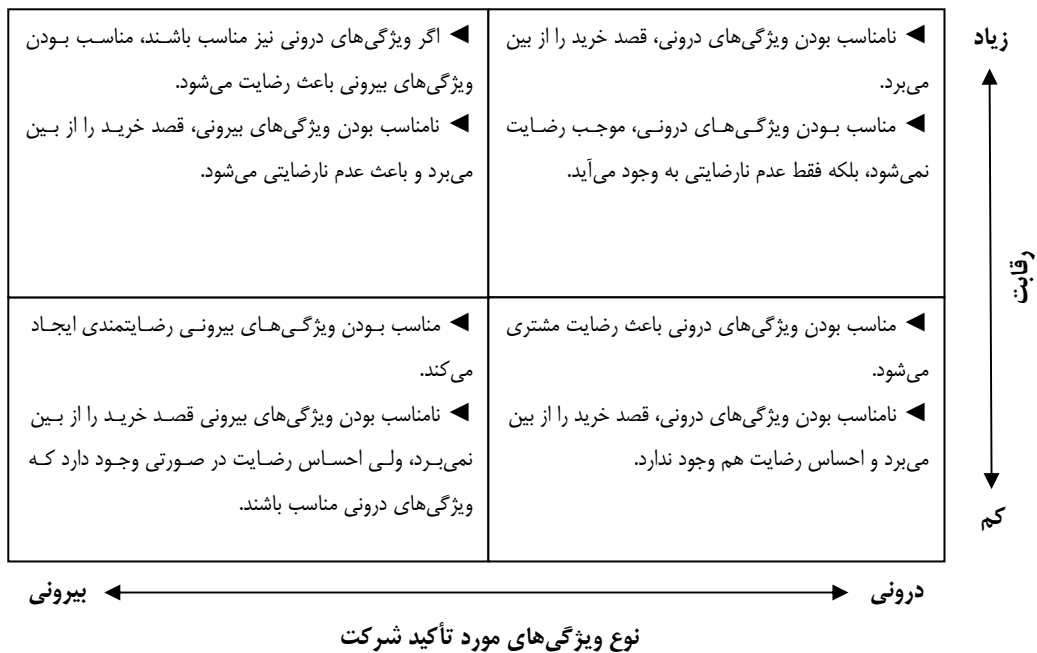 زیاد
◄ نامناسب بودن ویژگی‌های درونی، قصد خرید را از بین
می‌برد.
◄ مناسب بودن ویژگی‌های درونی، موجب رضایت
نمی‌شود، بلکه فقط عدم نارضایتی به وجود می‌آید.
◄ اگر ویژگی‌های درونی نیز مناسب باشند، مناسب بودن
ویژگی‌های بیرونی باعث رضایت می‌شود.
◄ نامناسب بودن ویژگی‌های بیرونی، قصد خرید را از بین
می‌برد و باعث عدم نارضایتی می‌شود.
رقابت
◄ مناسب بودن ویژگی‌های درونی باعث رضایت مشتری
می‌شود.
◄ نامناسب بودن ویژگی‌های درونی، قصد خرید را از بین
می‌برد و احساس رضایت هم وجود ندارد.
◄ مناسب بودن ویژگی‌های بیرونی رضایتمندی ایجاد
می‌کند.
◄ نامناسب بودن ویژگی‌های بیرونی قصد خرید را از بین
نمی‌برد، ولی احساس رضایت در صورتی وجود دارد که
ویژگی‌های درونی مناسب باشند.
کم
درونی
بیرونی
نوع ویژگی‌های مورد تأکید شرکت